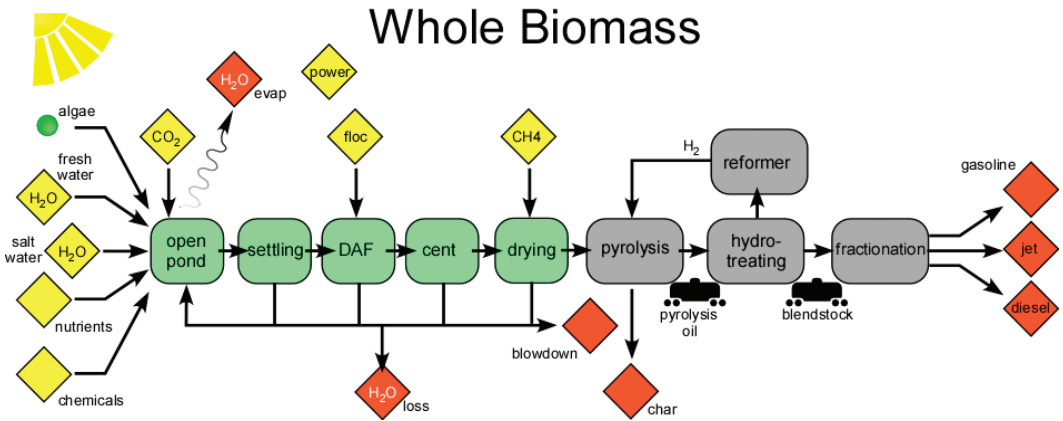 Whole Biomass
algae
fresh
water
H₂O
salt
water
H₂O
nutrients
chemicals
CO₂
H₂O
evap
power
floc
CH4
open
pond
settling
DAF
cent
drying
pyrolysis
hydro-
treating
fractionation
H₂
reformer
gasoline
jet
diesel
pyrolysis
oil
blendstock
blowdown
H₂O
loss
char